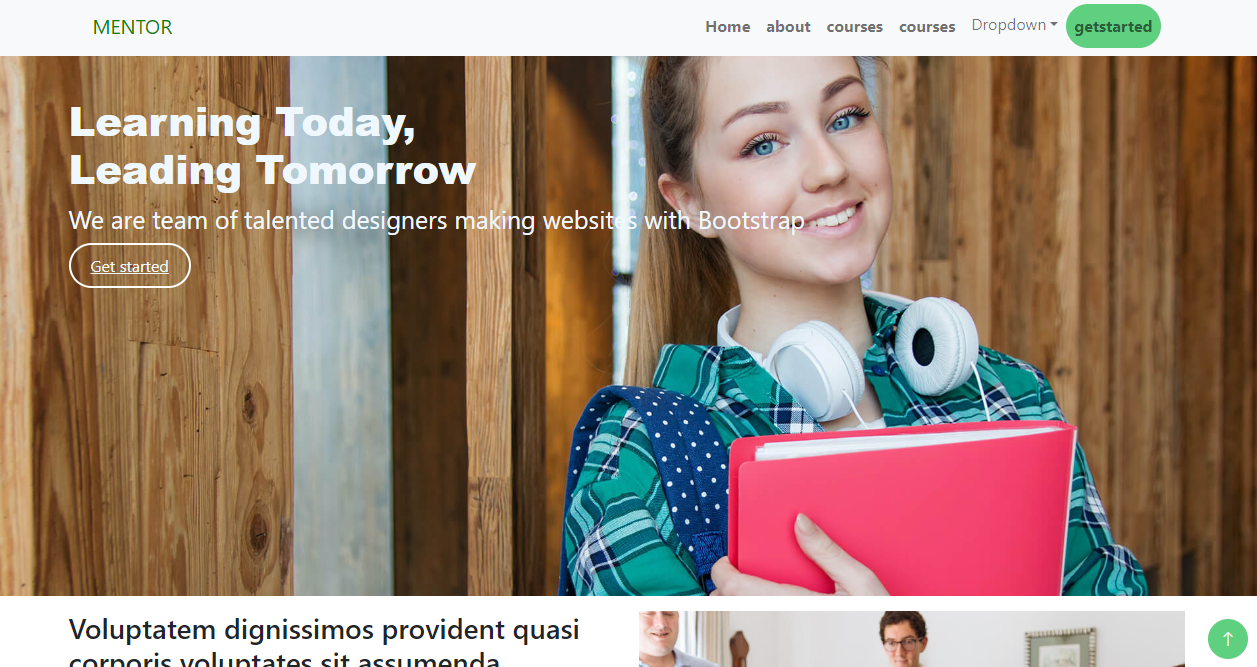 MENTOR
Home about courses courses Dropdown getstarted
Learning Today,
Leading Tomorrow
We are team of talented designers making websites with Bootstrap
Get started
Voluptatem dignissimos provident quasi
corporis voluptates sit assumenda